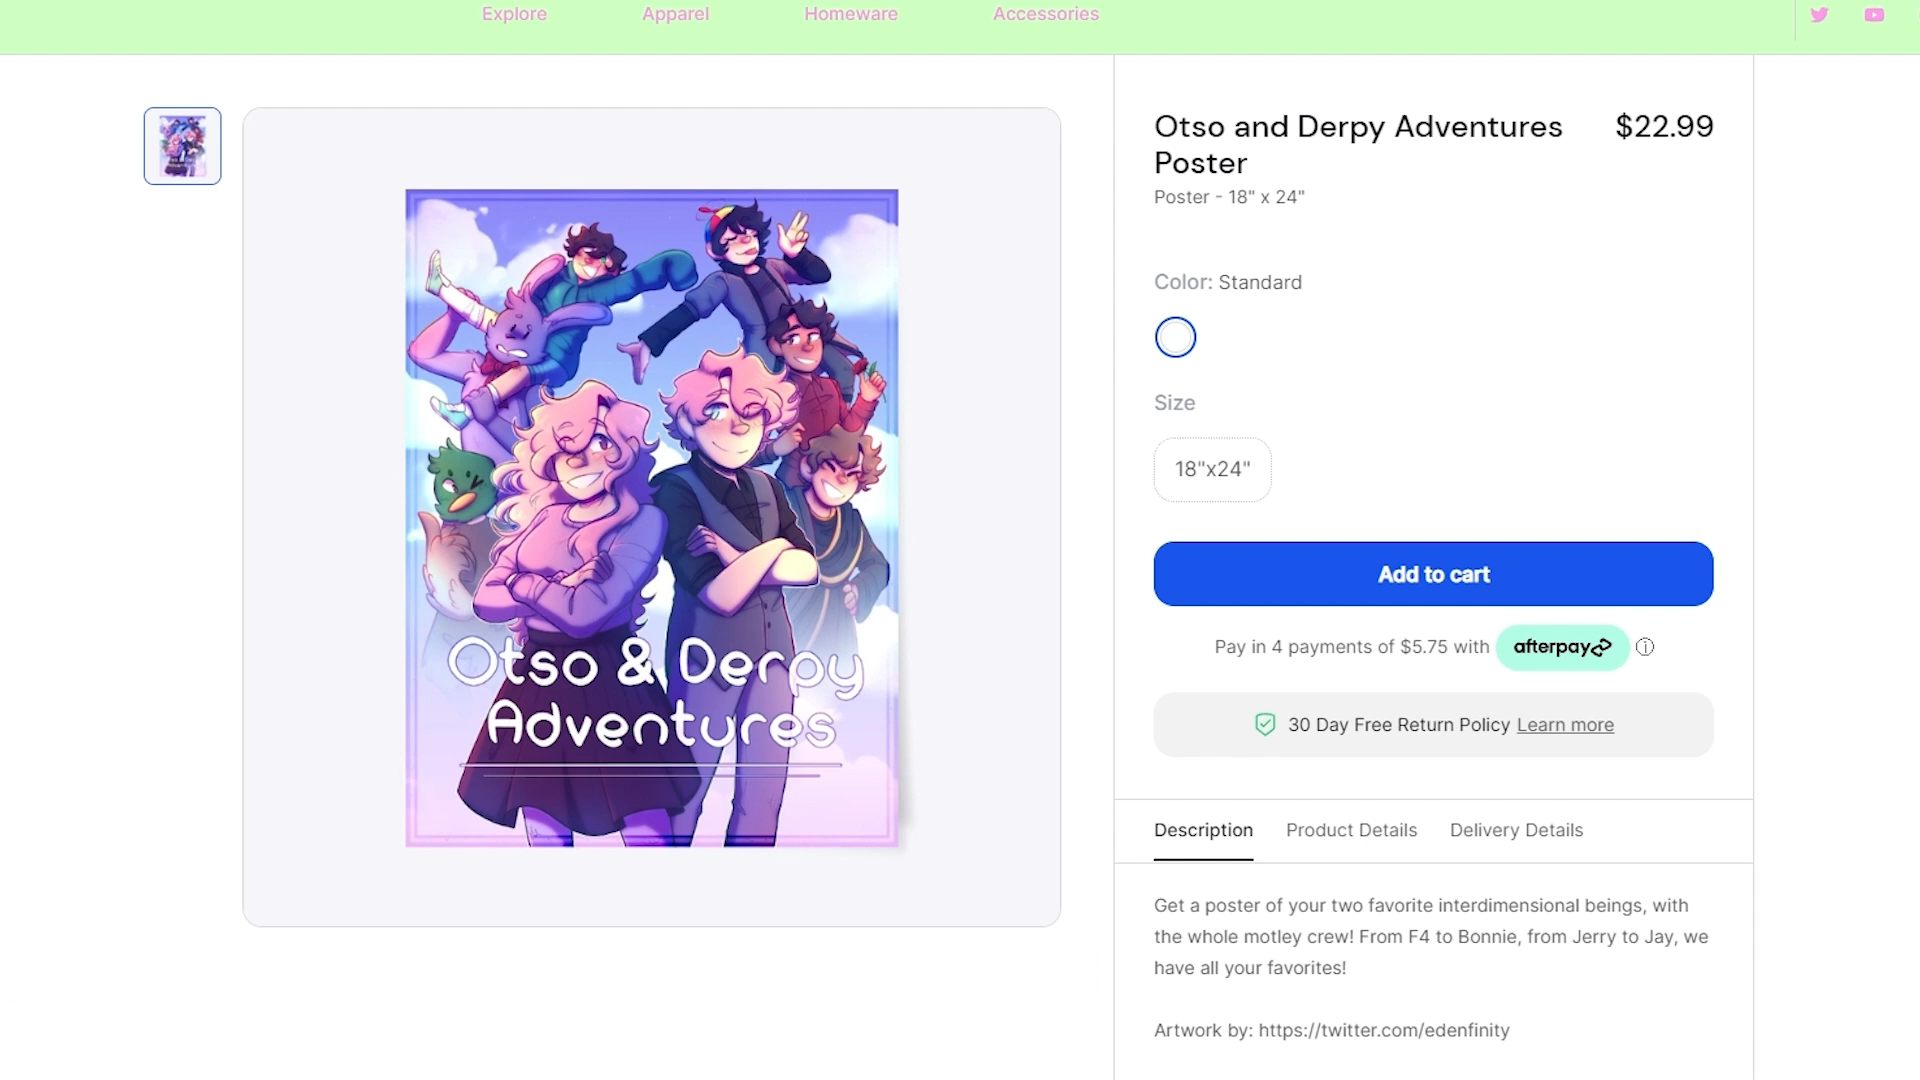 Explore Apparel Homeware Accessories
Otso & Derpy
Adventures
Otso and Derpy Adventures
Poster
$22.99
Poster - 18" x 24"
Color: Standard
Size
18"x24"
Add to cart
Pay in 4 payments of $5.75 with afterpay
30 Day Free Return Policy Learn more
Description Product Details Delivery Details
Get a poster of your two favorite interdimensional beings, with
the whole motley crew! From F4 to Bonnie, from Jerry to Jay, we
have all your favorites!
Artwork by: https://twitter.com/edenfinity